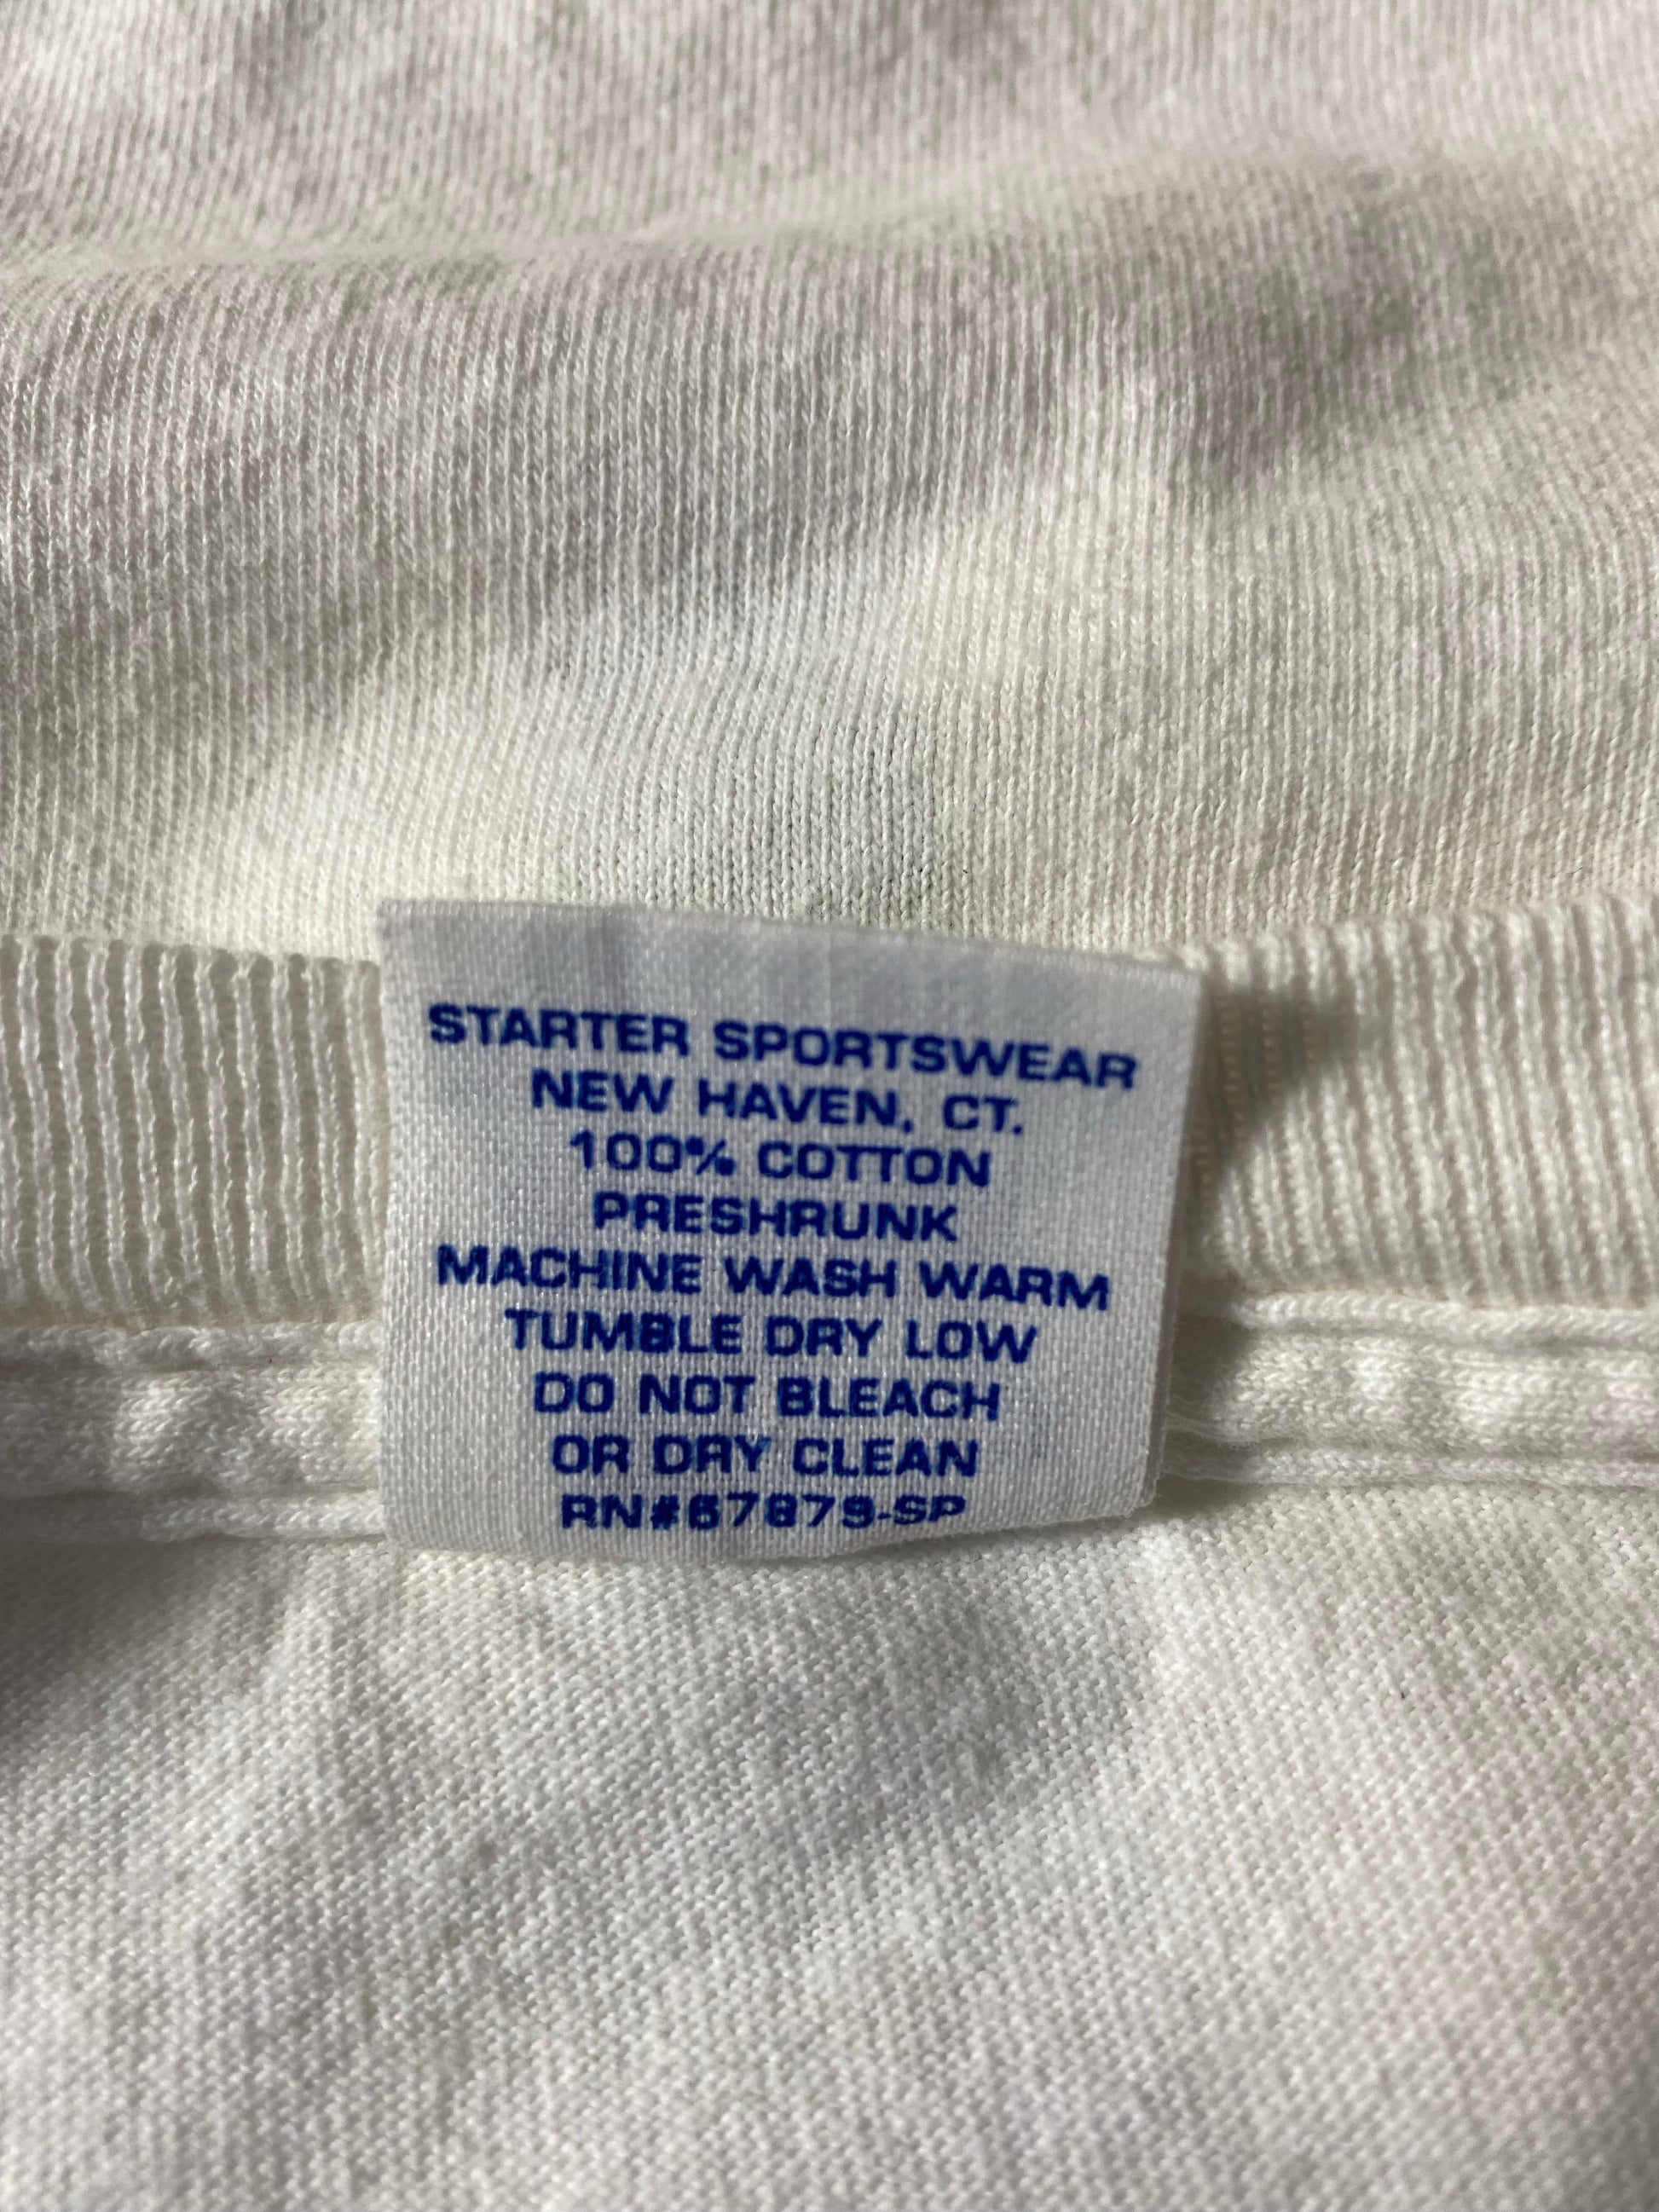 STARTER SPORTSWEAR
NEW HAVEN, CT.
100% COTTON
PRESHRUNK
MACHINE WASH WARM
TUMBLE DRY LOW
DO NOT BLEACH
OR DRY CLEAN
RN#67879-SP